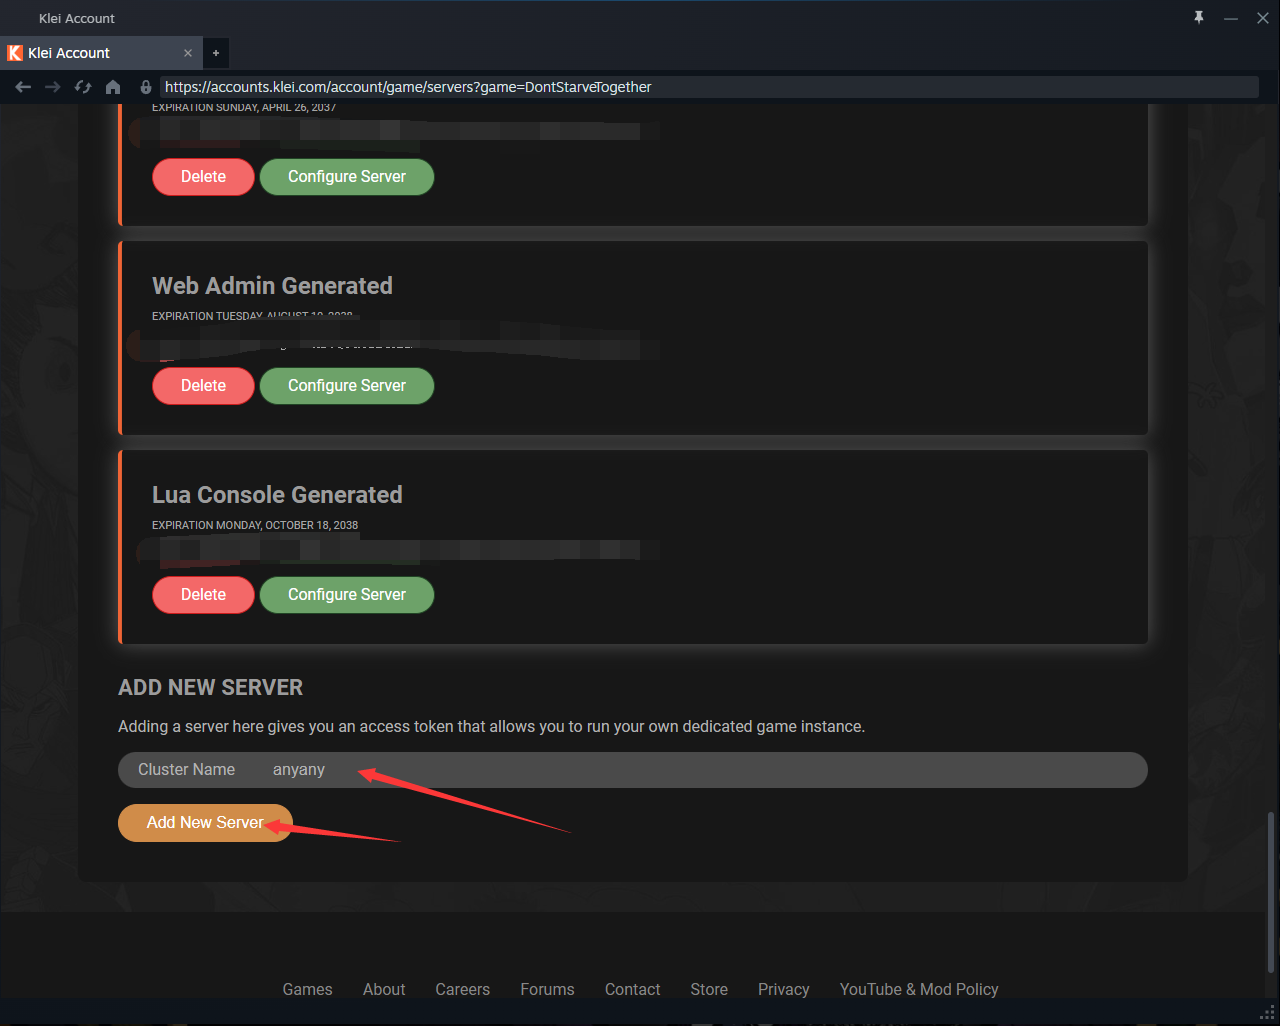 Klei Account
Klei Account
https://accounts.klei.com/account/game/servers?game=DontStarveTogether
EXPIRATION SUNDAY, APRIL 26, 2037
Delete Configure Server
Web Admin Generated
EXPIRATION TUESDAY, AUGUST
Delete Configure Server
Lua Console Generated
EXPIRATION MONDAY, OCTOBER 18, 2038
Delete Configure Server
ADD NEW SERVER
Adding a server here gives you an access token that allows you to run your own dedicated game instance.
Cluster Name anyany
Add New Server
Games About Careers Forums Contact Store Privacy YouTube & Mod Policy